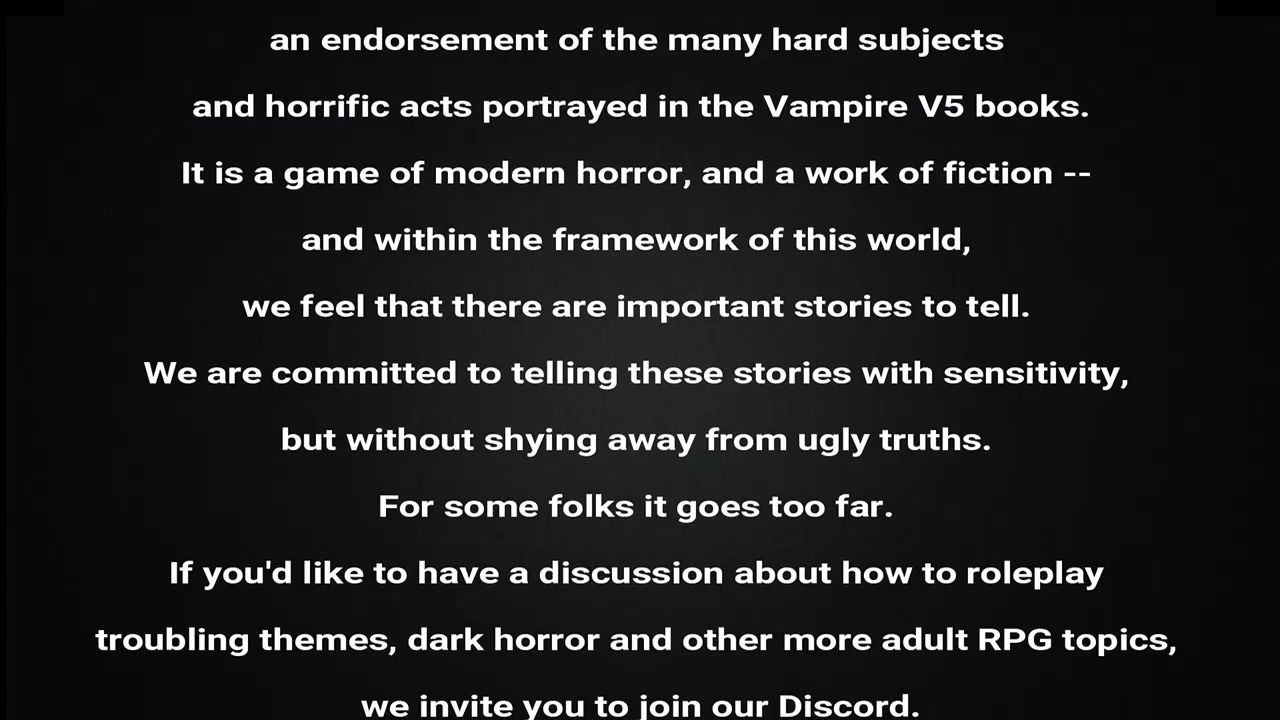 an endorsement of the many hard subjects
and horrific acts portrayed in the Vampire V5 books.
It is a game of modern horror, and a work of fiction --
and within the framework of this world,
we feel that there are important stories to tell.
We are committed to telling these stories with sensitivity,
but without shying away from ugly truths.
For some folks it goes too far.
If you'd like to have a discussion about how to roleplay
troubling themes, dark horror and other more adult RPG topics,
we invite you to join our Discord.